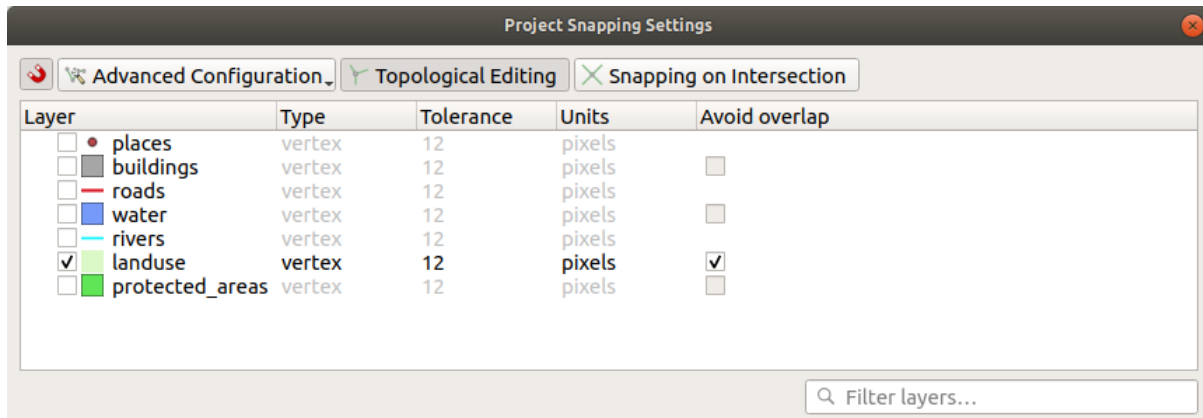 Project Snapping Settings
Advanced Configuration Topological Editing Snapping on Intersection
Layer Type Tolerance Units Avoid overlap
places vertex 12 pixels
buildings vertex 12 pixels
roads vertex 12 pixels
water vertex 12 pixels
rivers vertex 12 pixels
landuse vertex 12 pixels
protected_areas vertex 12 pixels
Filter layers...